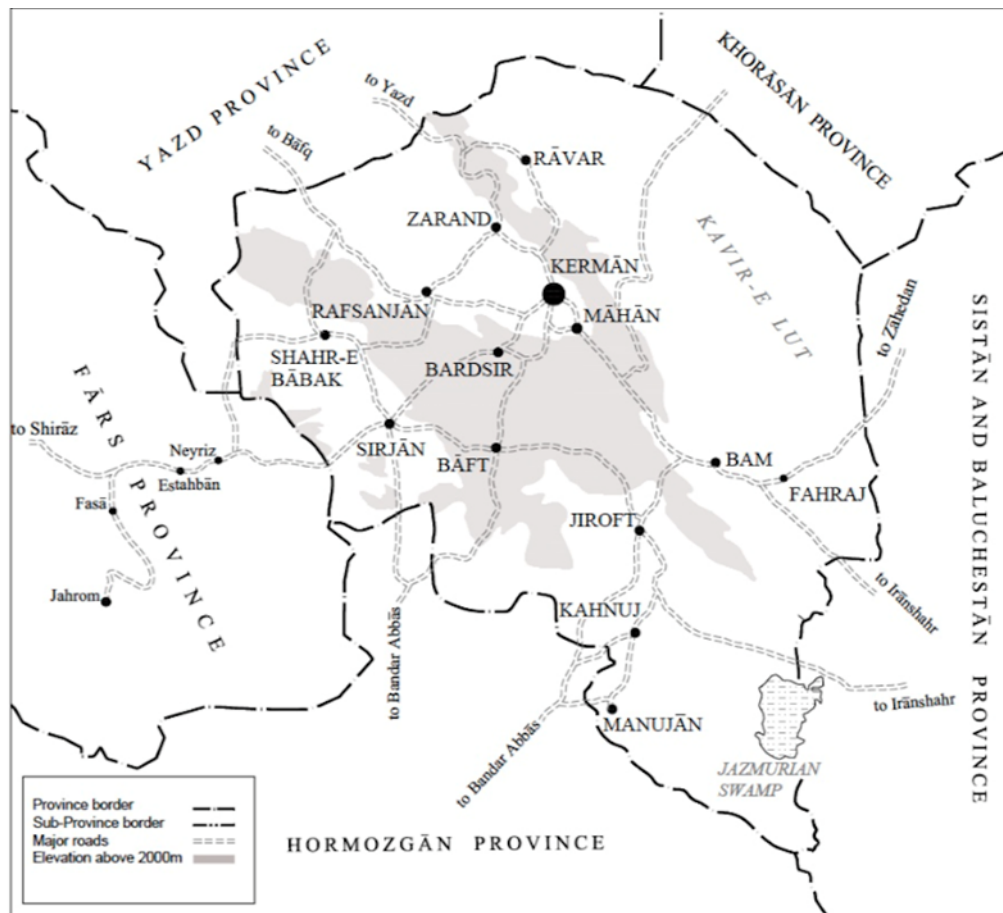 YAZD PROVINCE
KHORĀSĀN PROVINCE
to Yazd
to Bāfq
RĀVAR
ZARAND
KERMĀN
KAVIR-E LUT
RAFSANJĀN
MĀHĀN
to Zāhedan
SHAHR-E
BĀBAK
BARDSIR
SISTĀN AND BALUCHESTĀN PROVINCE
FĀRS PROVINCE
to Shirāz
Neyriz
Estahbān
SIRJĀN
BĀFT
BAM
FAHRAJ
Fasā
JIROFT
Jahrom
to Bandar Abbās
KAHNUJ
to Irānshahr
to Irānshahr
MANUJĀN
to Bandar Abbās
JAZMURIAN
SWAMP
HORMOZGĀN PROVINCE
Province border
Sub-Province border
Major roads
Elevation above 2000m